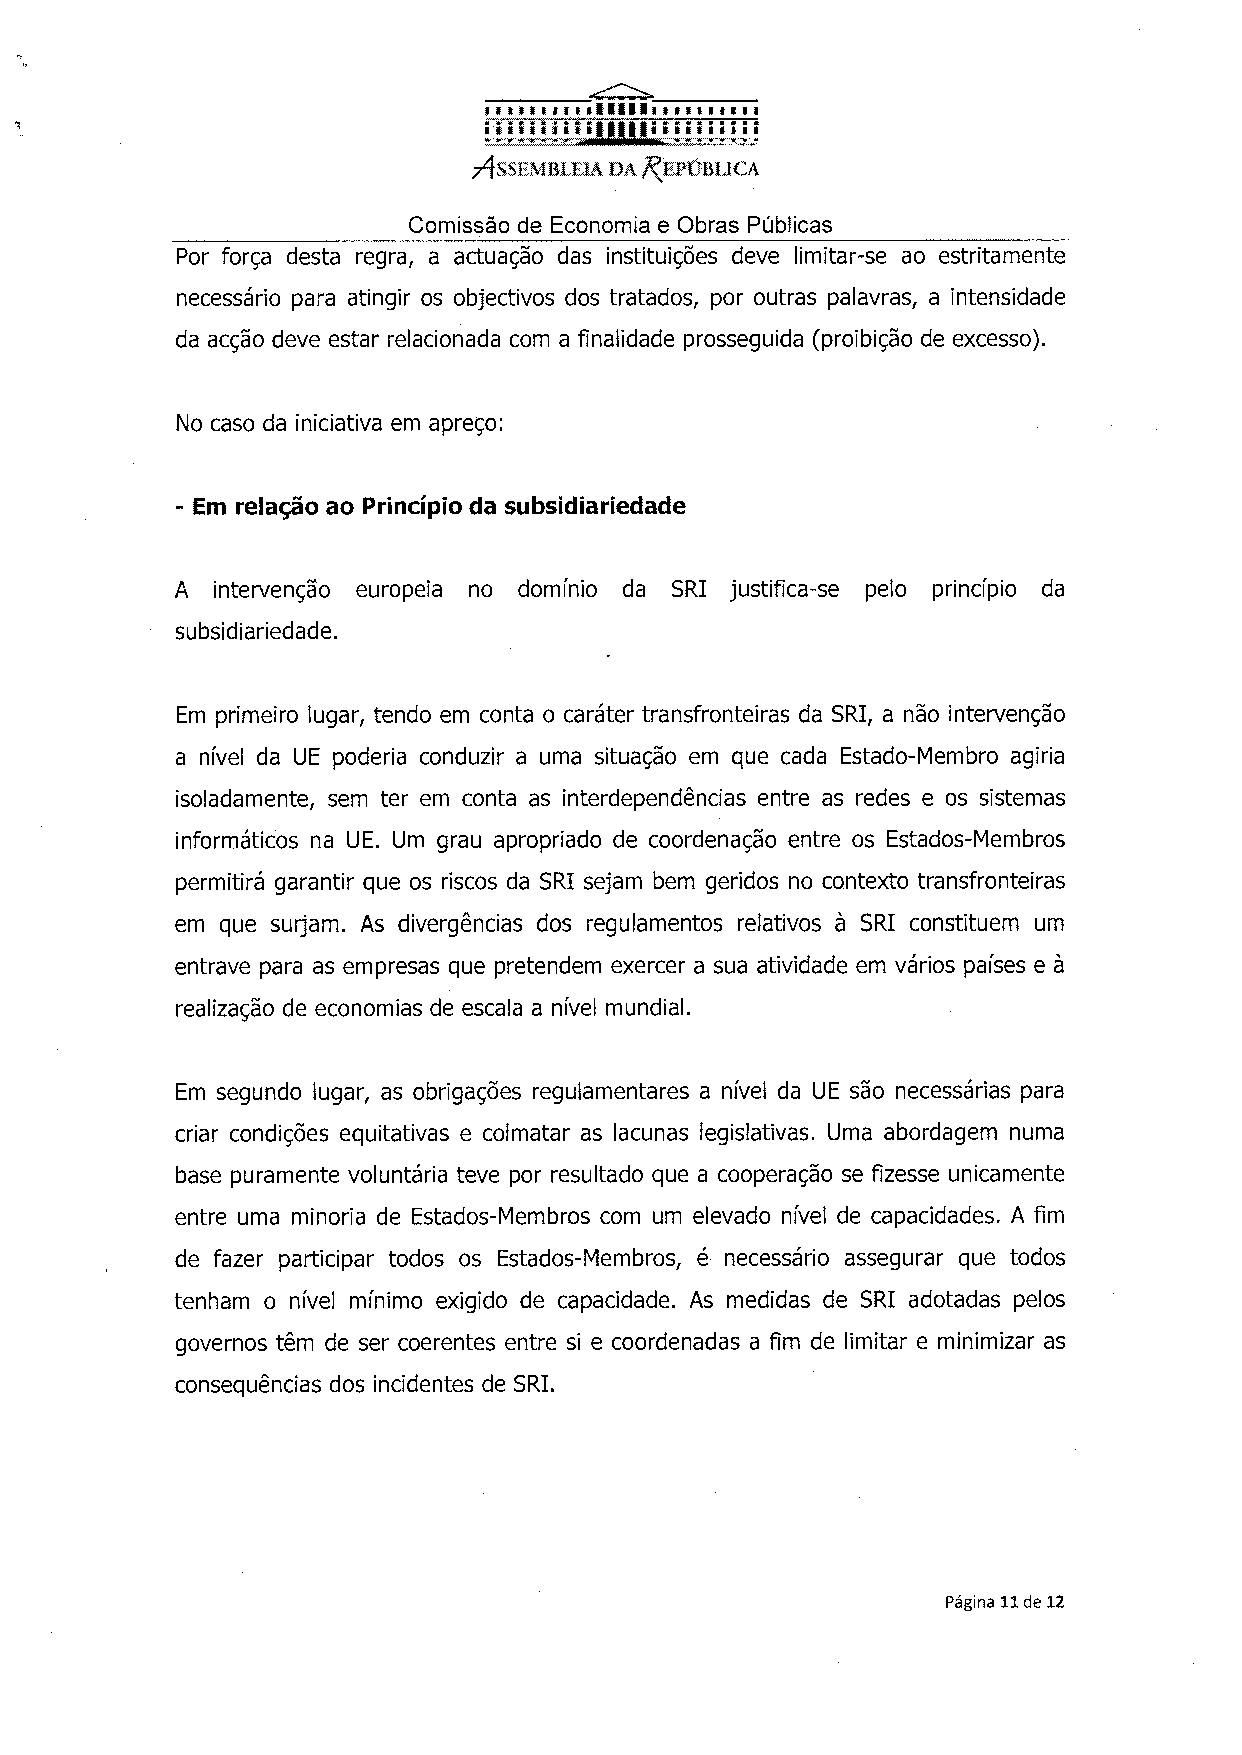 ASSEMBLEIA DA REPÚBLICA
Comissão de Economia e Obras Públicas
Por força desta regra, a actuação das instituições deve limitar-se ao estritamente
necessário para atingir os objectivos dos tratados, por outras palavras, a intensidade
da acção deve estar relacionada com a finalidade prosseguida (proibição de excesso).
No caso da iniciativa em apreço:
- Em relação ao Princípio da subsidiariedade
A intervenção europeia no domínio da SRI justifica-se pelo princípio da
subsidiariedade.
Em primeiro lugar, tendo em conta o caráter transfronteiras da SRI, a não intervenção
a nível da UE poderia conduzir a uma situação em que cada Estado-Membro agiria
isoladamente, sem ter em conta as interdependências entre as redes e os sistemas
informáticos na UE. Um grau apropriado de coordenação entre os Estados-Membros
permitirá garantir que os riscos da SRI sejam bem geridos no contexto transfronteiras
em que surjam. As divergências dos regulamentos relativos à SRI constituem um
entrave para as empresas que pretendem exercer a sua atividade em vários países e à
realização de economias de escala a nível mundial.
Em segundo lugar, as obrigações regulamentares a nível da UE são necessárias para
criar condições equitativas e colmatar as lacunas legislativas. Uma abordagem numa
base puramente voluntária teve por resultado que a cooperação se fizesse unicamente
entre uma minoria de Estados-Membros com um elevado nível de capacidades. A fim
de fazer participar todos os Estados-Membros, é necessário assegurar que todos
tenham o nível mínimo exigido de capacidade. As medidas de SRI adotadas pelos
governos têm de ser coerentes entre si e coordenadas a fim de limitar e minimizar as
consequências dos incidentes de SRI.
Página 11 de 12